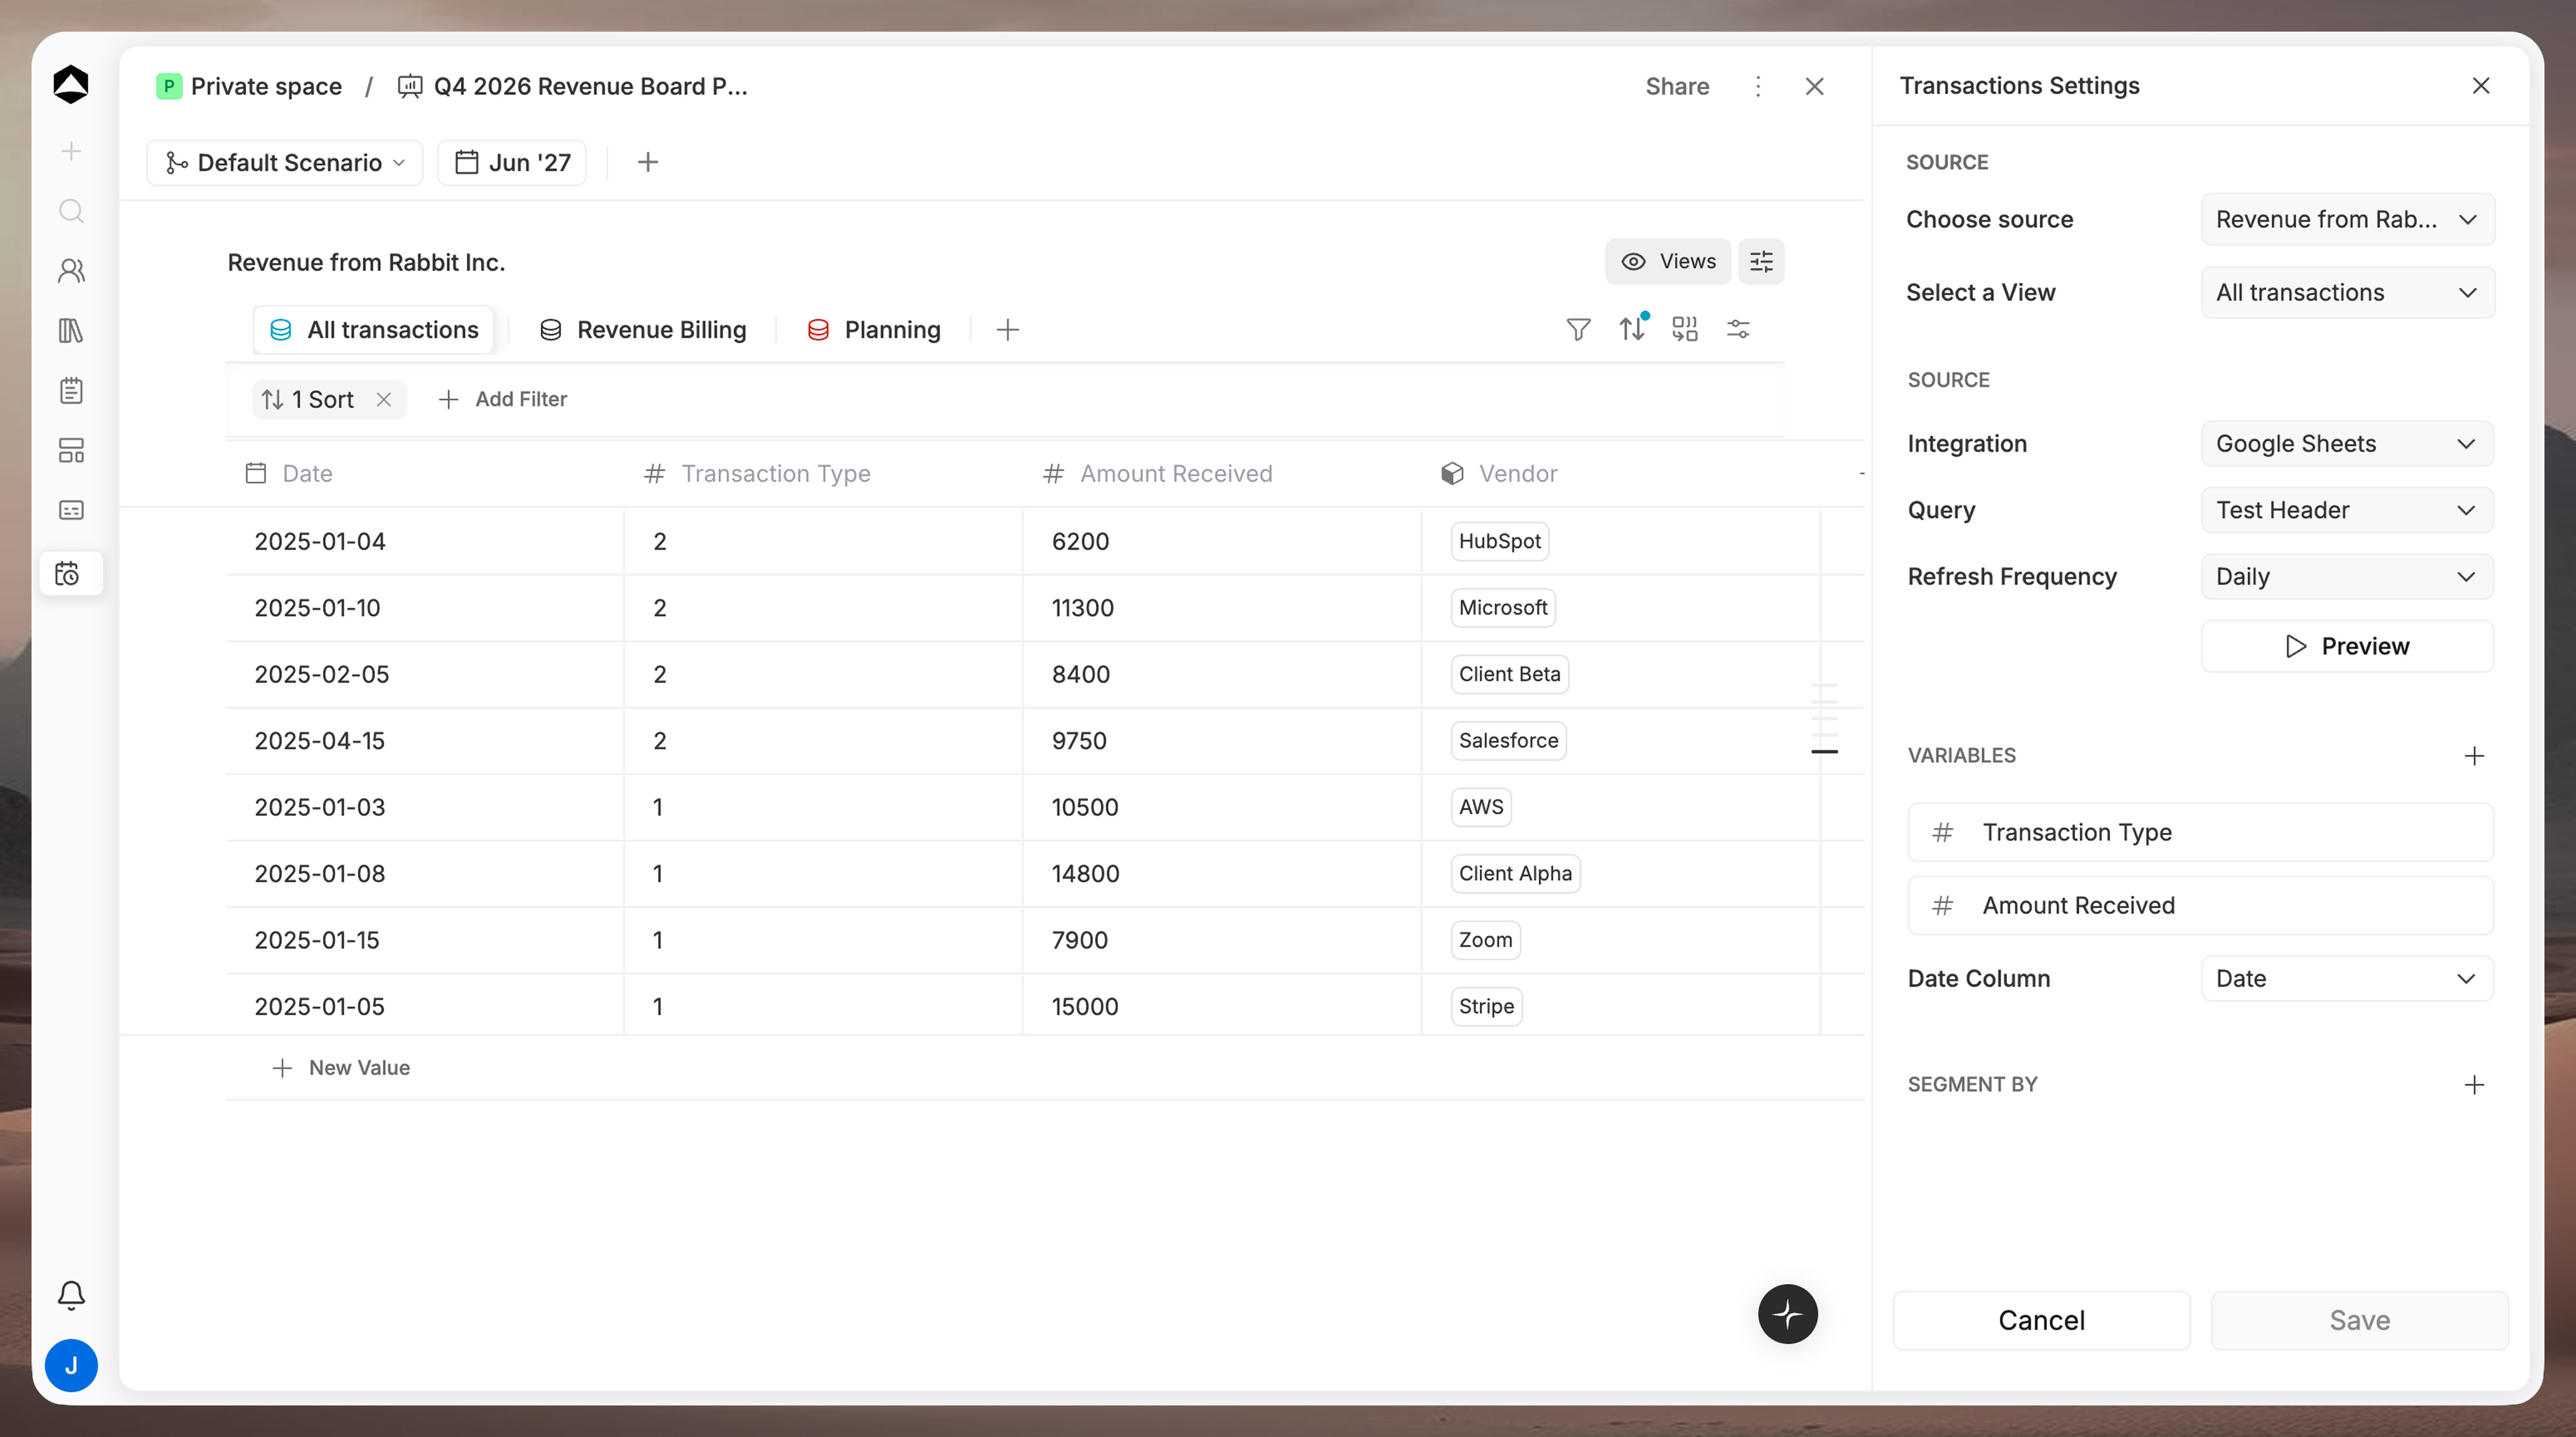 P Private space / Q4 2026 Revenue Board P...
Share
Default Scenario
Jun '27
Revenue from Rabbit Inc.
Views
All transactions
Revenue Billing
Planning
1 Sort
Add Filter
Date Transaction Type Amount Received Vendor
2025-01-04 2 6200 HubSpot
2025-01-10 2 11300 Microsoft
2025-02-05 2 8400 Client Beta
2025-04-15 2 9750 Salesforce
2025-01-03 1 10500 AWS
2025-01-08 1 14800 Client Alpha
2025-01-15 1 7900 Zoom
2025-01-05 1 15000 Stripe
New Value
J
Transactions Settings
SOURCE
Choose source Revenue from Rab...
Select a View All transactions
SOURCE
Integration Google Sheets
Query Test Header
Refresh Frequency Daily
Preview
VARIABLES
# Transaction Type
# Amount Received
Date Column Date
SEGMENT BY
Cancel Save